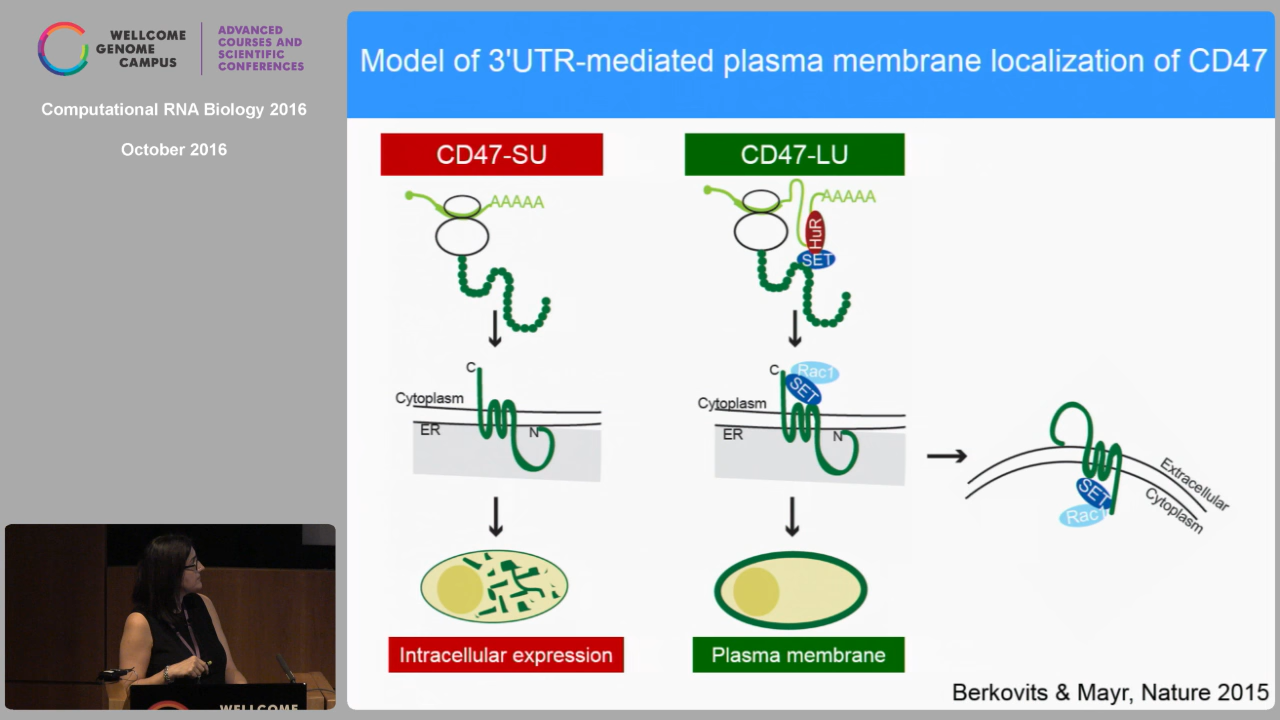 WELLCOME
GENOME
CAMPUS
ADVANCED
COURSES AND
SCIENTIFIC
CONFERENCES
Computational RNA Biology 2016
October 2016
Model of 3'UTR-mediated plasma membrane localization of CD47
CD47-SU
CD47-LU
AAAAA
AAAAA
HuR
SET
C
Cytoplasm
ER
N
C
Rac1
SET
Cytoplasm
ER
N
Extracellular
Cytoplasm
SET
Rac1
Intracellular expression
Plasma membrane
Berkovits & Mayr, Nature 2015
WELLCOME